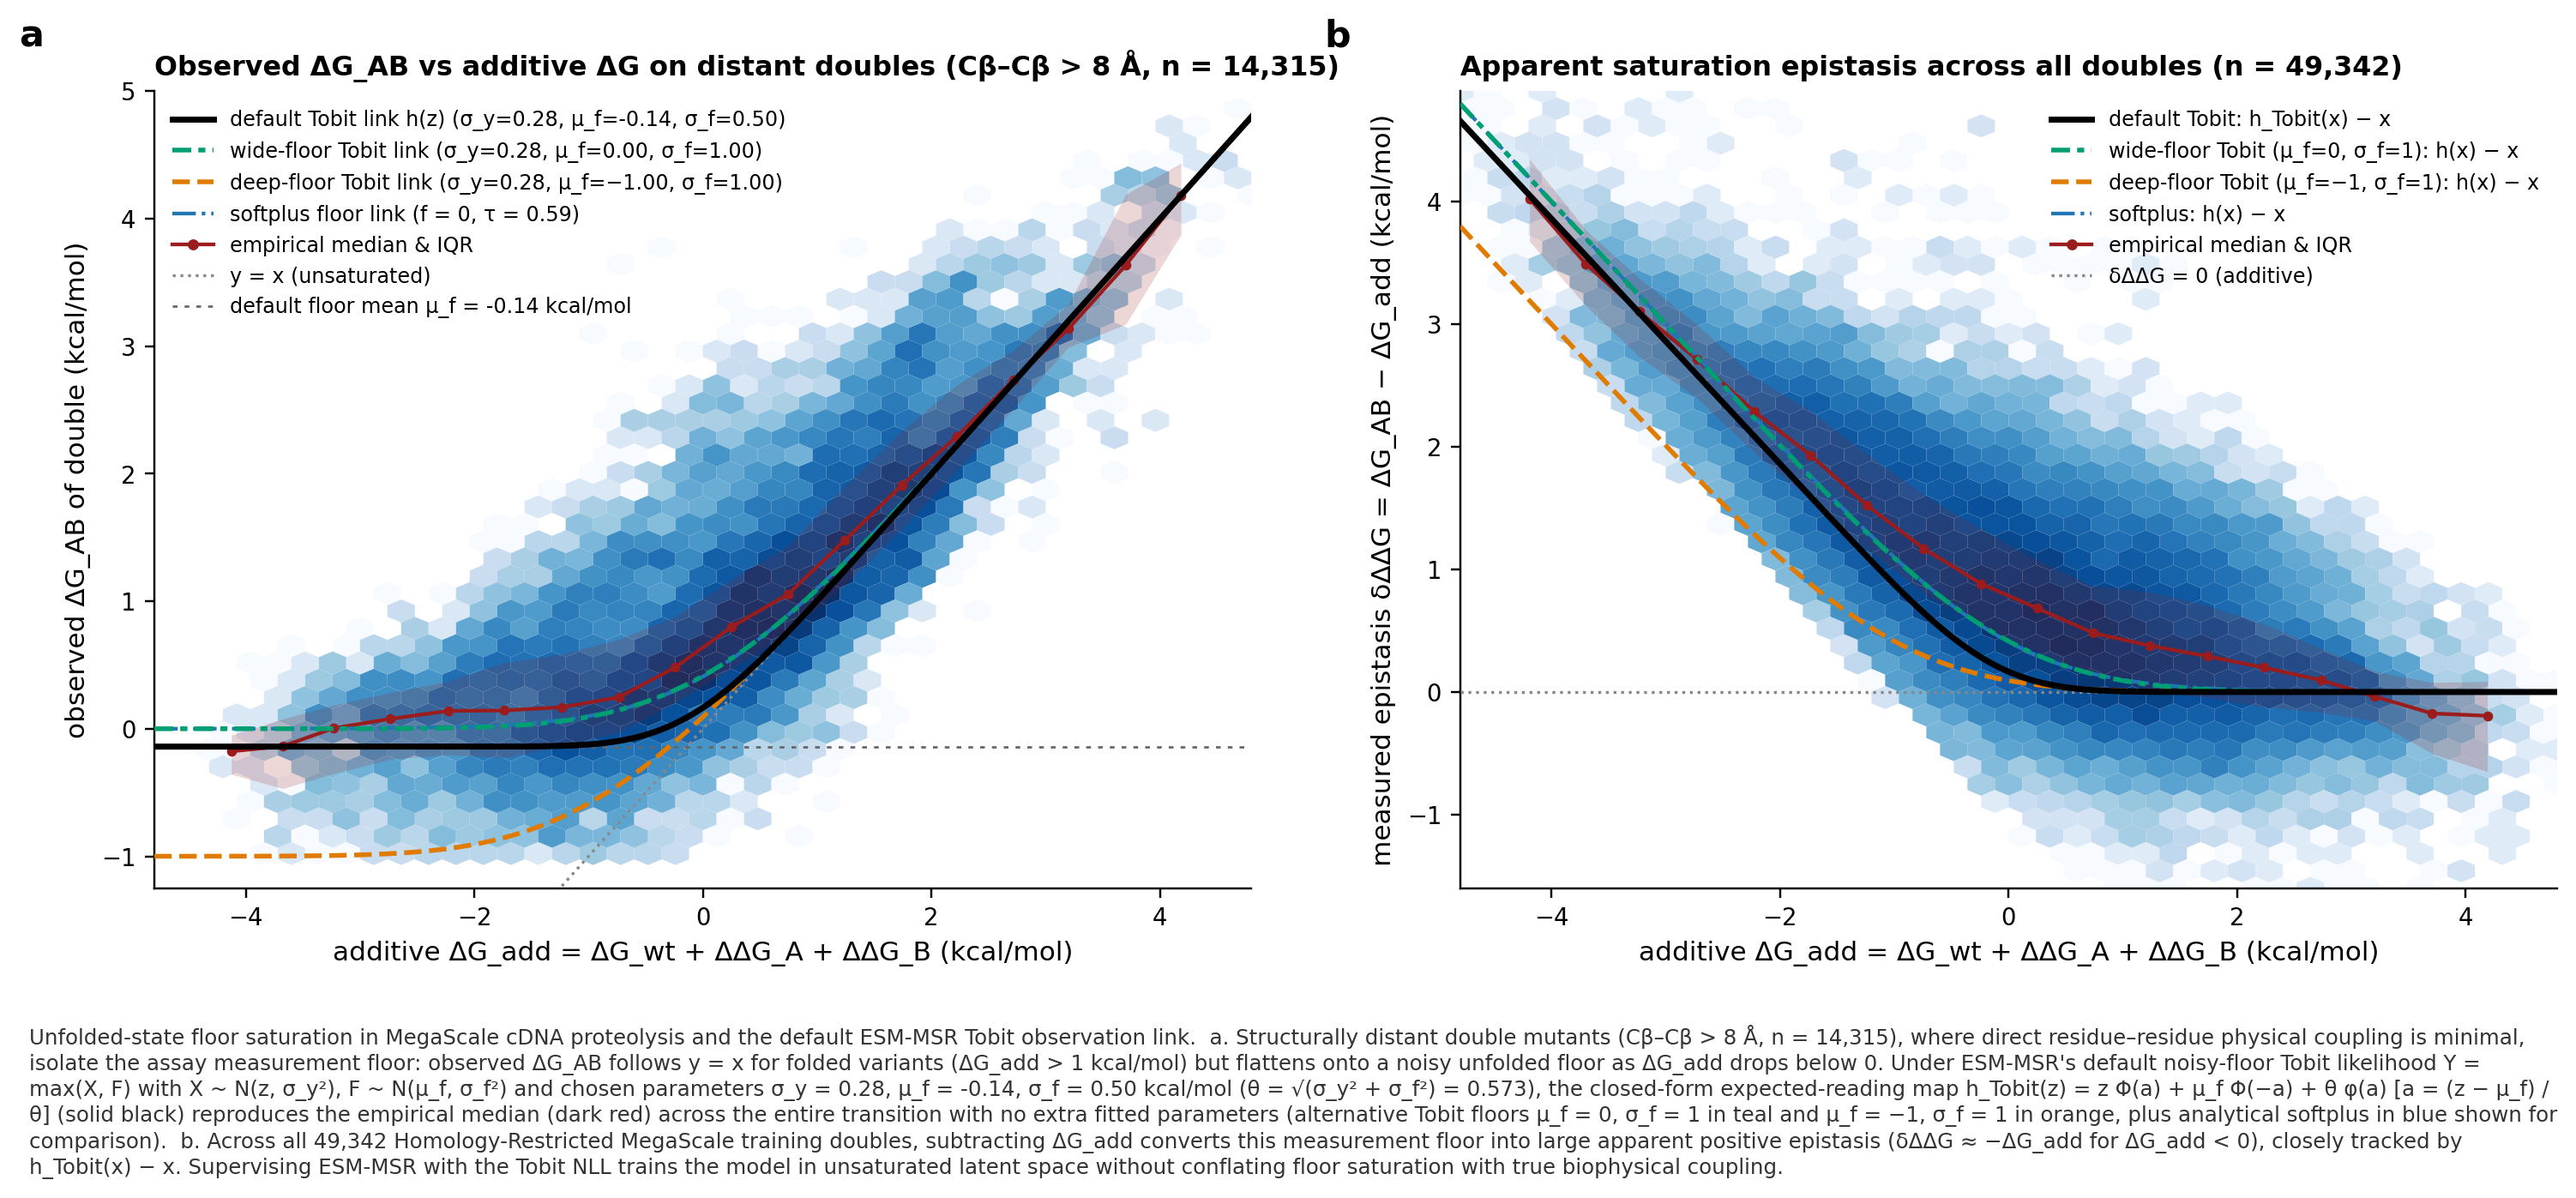 a
Observed ΔG_AB vs additive ΔG on distant doubles (Cβ–Cβ > 8 Å, n = 14,315)
default Tobit link h(z) (σ_y=0.28, μ_f=-0.14, σ_f=0.50)
wide-floor Tobit link (σ_y=0.28, μ_f=0.00, σ_f=1.00)
deep-floor Tobit link (σ_y=0.28, μ_f=−1.00, σ_f=1.00)
softplus floor link (f = 0, τ = 0.59)
empirical median & IQR
y = x (unsaturated)
default floor mean μ_f = -0.14 kcal/mol
observed ΔG_AB of double (kcal/mol)
5
4
3
2
1
0
−1
−4
−2
0
2
4
additive ΔG_add = ΔG_wt + ΔΔG_A + ΔΔG_B (kcal/mol)
b
Apparent saturation epistasis across all doubles (n = 49,342)
default Tobit: h_Tobit(x) − x
wide-floor Tobit (μ_f=0, σ_f=1): h(x) − x
deep-floor Tobit (μ_f=−1, σ_f=1): h(x) − x
softplus: h(x) − x
empirical median & IQR
δΔΔG = 0 (additive)
measured epistasis δΔΔG = ΔG_AB − ΔG_add (kcal/mol)
4
3
2
1
0
−1
−4
−2
0
2
4
additive ΔG_add = ΔG_wt + ΔΔG_A + ΔΔG_B (kcal/mol)
Unfolded-state floor saturation in MegaScale cDNA proteolysis and the default ESM-MSR Tobit observation link.  a. Structurally distant double mutants (Cβ–Cβ > 8 Å, n = 14,315), where direct residue–residue physical coupling is minimal,
isolate the assay measurement floor: observed ΔG_AB follows y = x for folded variants (ΔG_add > 1 kcal/mol) but flattens onto a noisy unfolded floor as ΔG_add drops below 0. Under ESM-MSR's default noisy-floor Tobit likelihood Y =
max(X, F) with X ~ N(z, σ_y²), F ~ N(μ_f, σ_f²) and chosen parameters σ_y = 0.28, μ_f = -0.14, σ_f = 0.50 kcal/mol (θ = √(σ_y² + σ_f²) = 0.573), the closed-form expected-reading map h_Tobit(z) = z Φ(a) + μ_f Φ(−a) + θ φ(a) [a = (z − μ_f) /
θ] (solid black) reproduces the empirical median (dark red) across the entire transition with no extra fitted parameters (alternative Tobit floors μ_f = 0, σ_f = 1 in teal and μ_f = −1, σ_f = 1 in orange, plus analytical softplus in blue shown for
comparison).  b. Across all 49,342 Homology-Restricted MegaScale training doubles, subtracting ΔG_add converts this measurement floor into large apparent positive epistasis (δΔΔG ≈ −ΔG_add for ΔG_add < 0), closely tracked by
h_Tobit(x) − x. Supervising ESM-MSR with the Tobit NLL trains the model in unsaturated latent space without conflating floor saturation with true biophysical coupling.